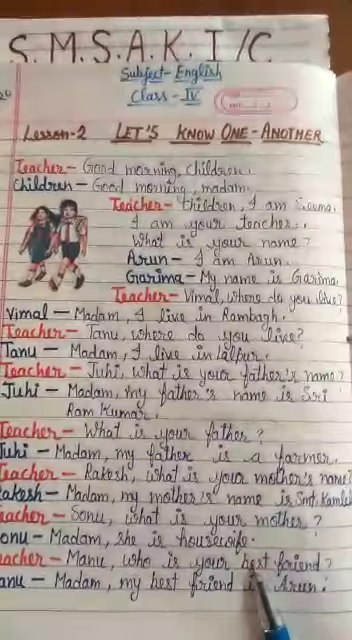 S. M. S. A. K. I/C
Subject- English
Class- IV
Lesson-2 LET'S KNOW ONE-ANOTHER
Teacher- Good morning, children.
Children- Good morning, madam.
Teacher- Children, I am Seema.
I am your teacher.
What is your name?
Arun- I am Arun.
Garima- My name is Garima.
Teacher- Vimal, where do you live?
Vimal — Madam, I live in Rambagh.
Teacher- Tanu, where do you live?
Tanu — Madam, I live in Lalpur.
Teacher- Juhi, what is your father's name?
Juhi — Madam, my father's name is Sri
Ram Kumar.
Teacher — What is your father?
Juhi — Madam, my father is a farmer.
Teacher — Rakesh, what is your mother's name?
akesh — Madam, my mother's name is Smt. Kamle
eacher — Sonu, what is your mother?
onu — Madam, she is housewife.
eacher — Manu, who is your best friend?
anu — Madam, my best friend is Arun.